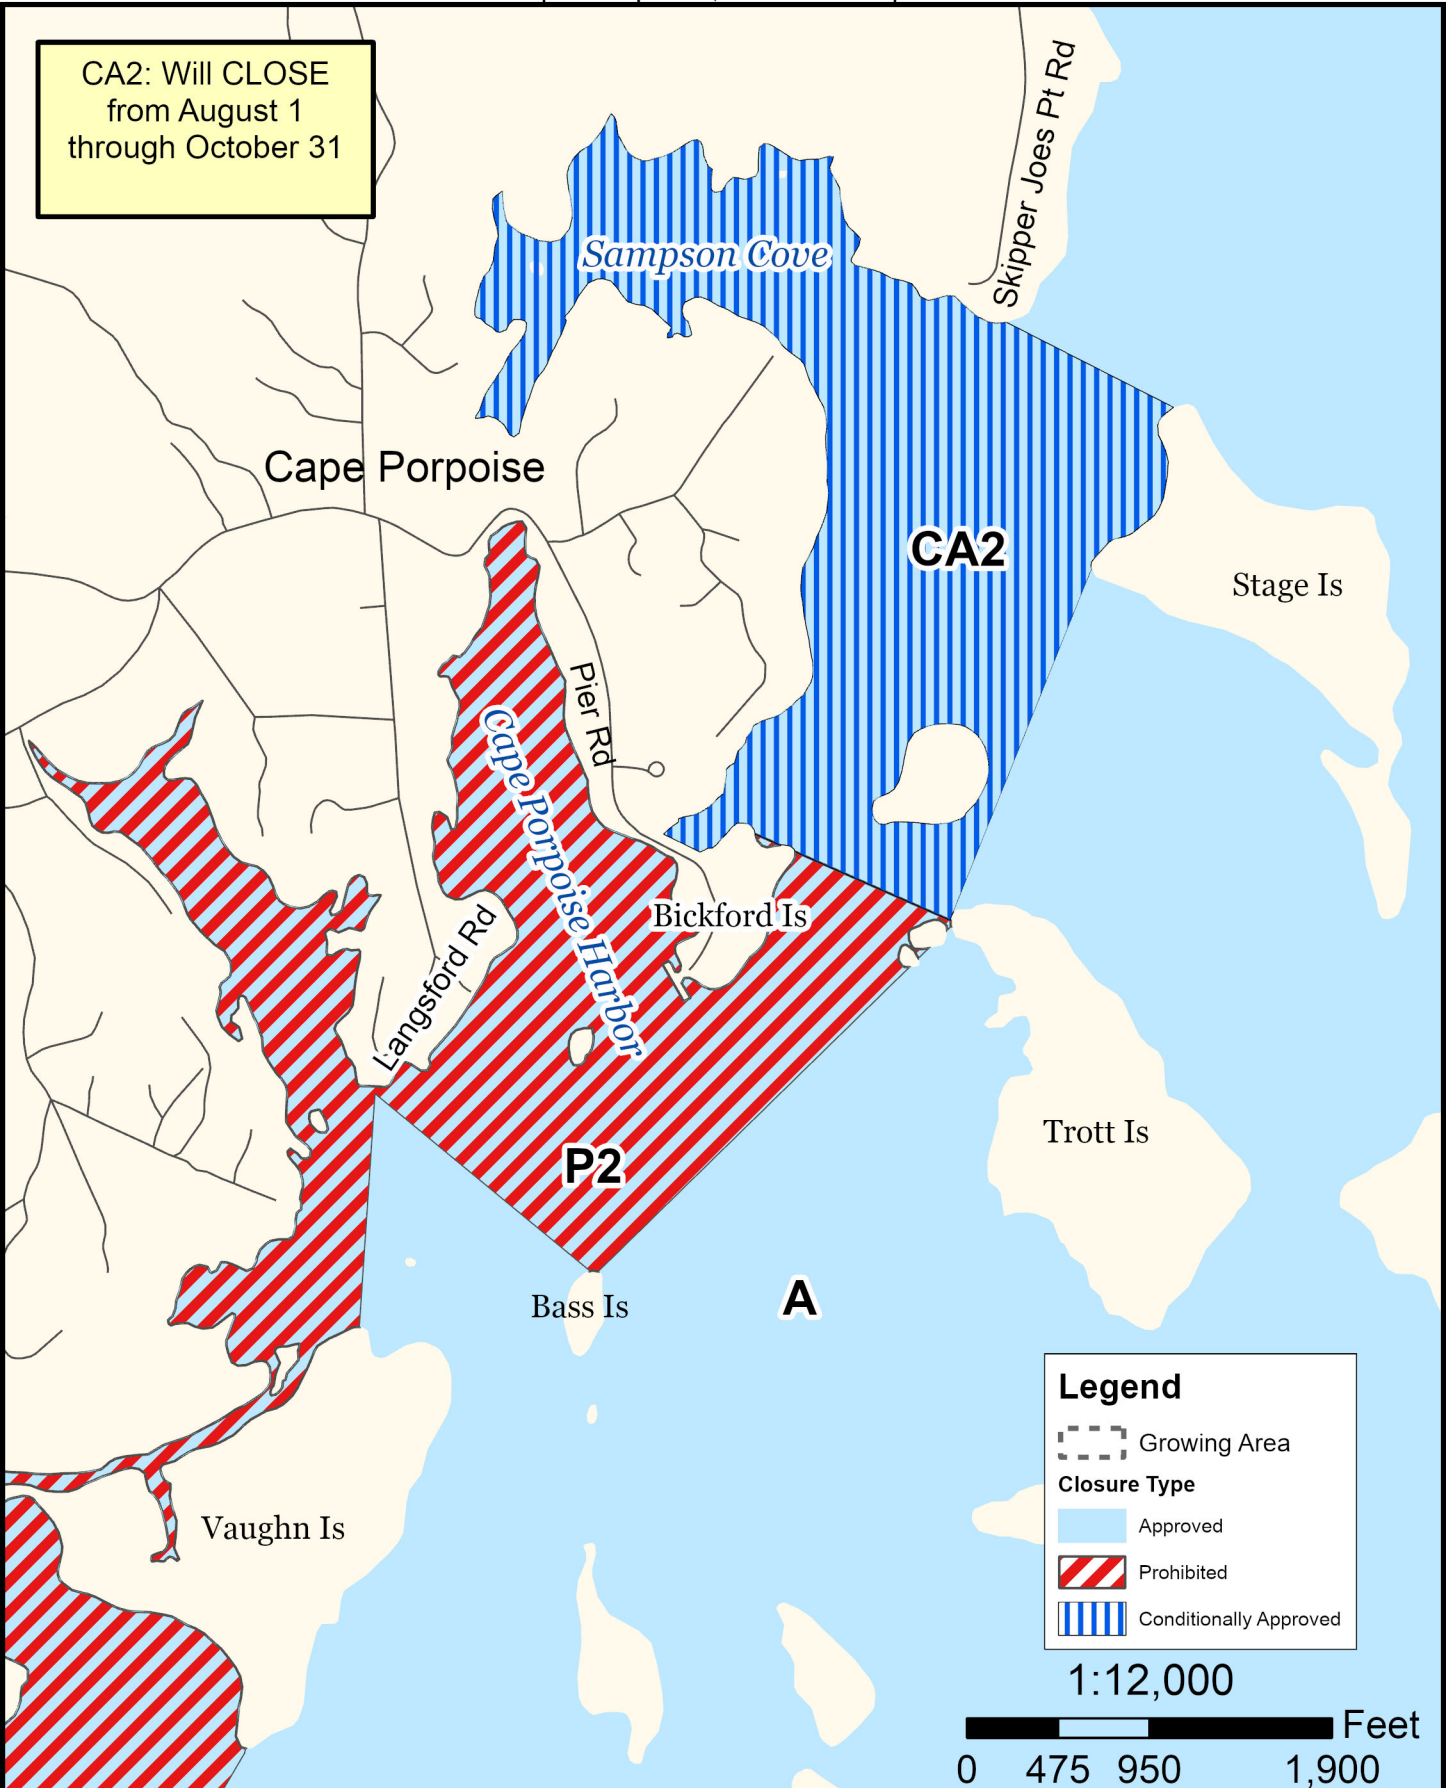 CA2: Will CLOSE
from August 1
through October 31
Skipper Joes Pt Rd
Sampson Cove
Cape Porpoise
CA2
Stage Is
Pier Rd
Cape Porpoise Harbor
Bickford Is
Langsford Rd
Trott Is
P2
Bass Is
A
Vaughn Is
Legend
Growing Area
Closure Type
Approved
Prohibited
Conditionally Approved
1:12,000
Feet
0 475 950 1,900